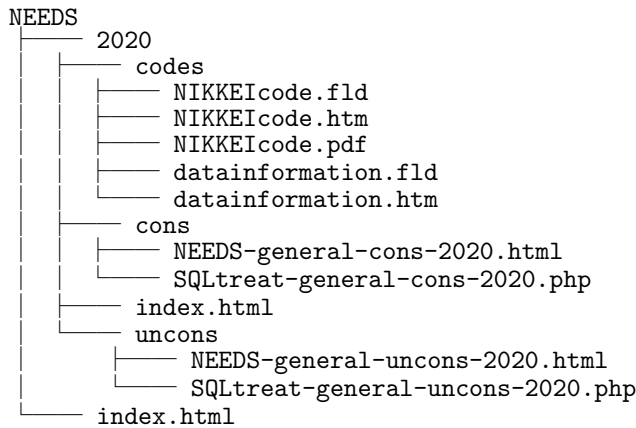 NEEDS
2020
codes
NIKKEIcode.fld
NIKKEIcode.htm
NIKKEIcode.pdf
datainformation.fld
datainformation.htm
cons
NEEDS-general-cons-2020.html
SQLtreat-general-cons-2020.php
index.html
uncons
NEEDS-general-uncons-2020.html
SQLtreat-general-uncons-2020.php
index.html